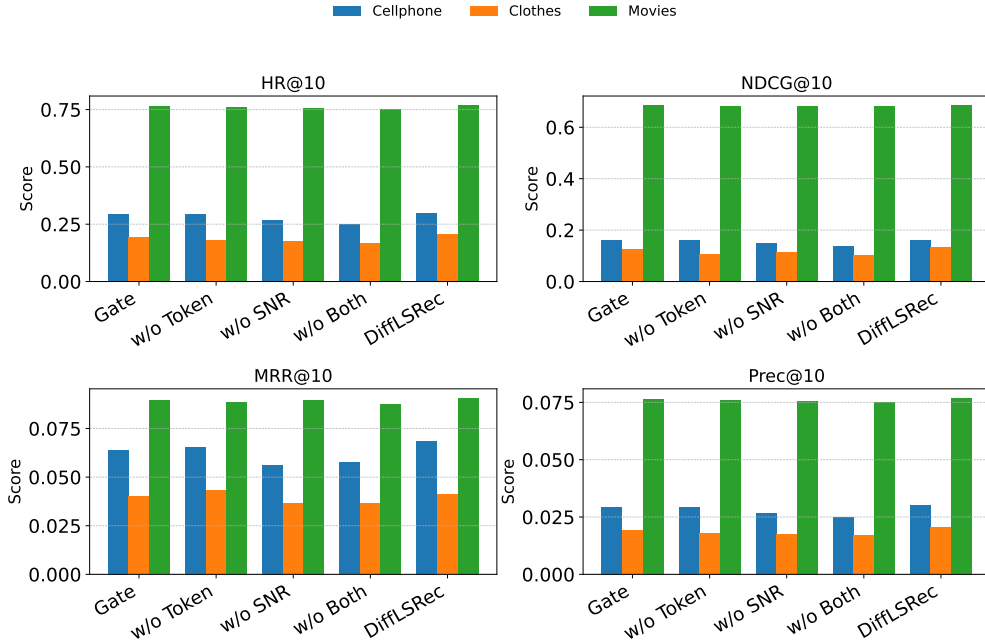 Cellphone Clothes Movies
HR@10
Score
0.75
0.50
0.25
0.00
Gate
w/o Token
w/o SNR
w/o Both
DiffLSRec
NDCG@10
Score
0.6
0.4
0.2
0.0
Gate
w/o Token
w/o SNR
w/o Both
DiffLSRec
MRR@10
Score
0.075
0.050
0.025
0.000
Gate
w/o Token
w/o SNR
w/o Both
DiffLSRec
Prec@10
Score
0.075
0.050
0.025
0.000
Gate
w/o Token
w/o SNR
w/o Both
DiffLSRec